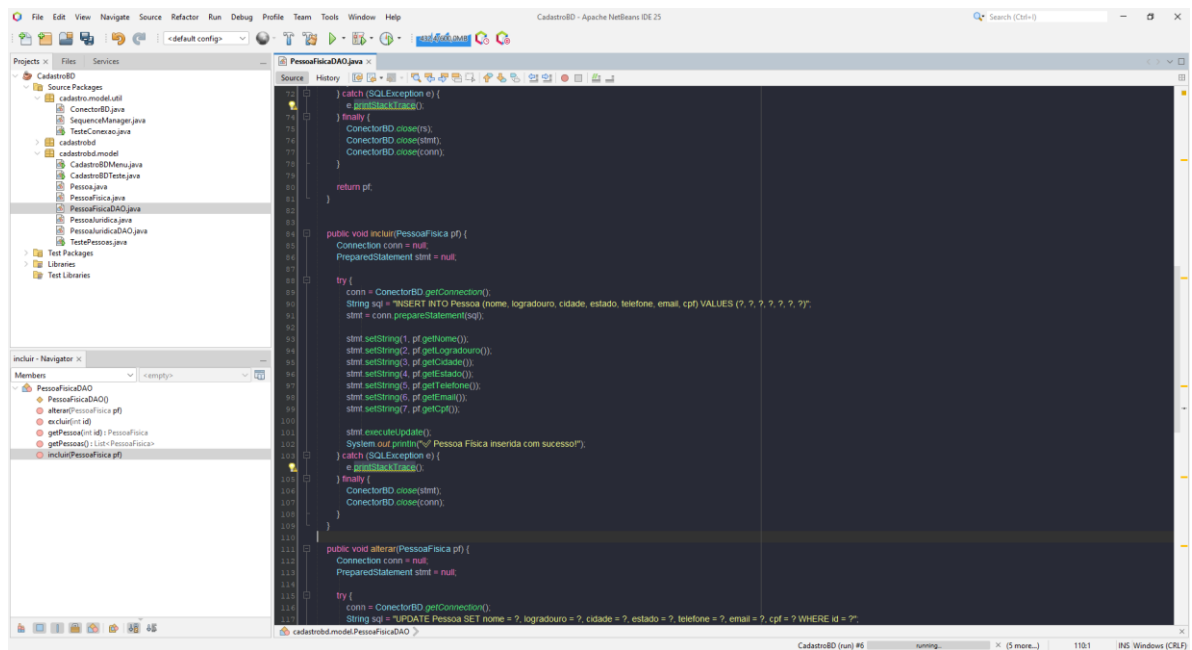 File Edit View Navigate Source Refactor Run Debug Profile Team Tools Window Help
CadastroBD - Apache NetBeans IDE 25
Search (Ctrl+I)
<default config>
Projects × Files Services
CadastroBD
Source Packages
cadastro.model.util
ConectorBD.java
SequenceManager.java
TesteConexao.java
cadastrobd
cadastrobd.model
CadastroBDMenu.java
CadastroBDTeste.java
Pessoa.java
PessoaFisica.java
PessoaFisicaDAO.java
PessoaJuridica.java
PessoaJuridicaDAO.java
TestePessoas.java
Test Packages
Libraries
Test Libraries
incluir - Navigator ×
Members
<empty>
PessoaFisicaDAO
PessoaFisicaDAO()
alterar(PessoaFisica pf)
excluir(int id)
getPessoa(int id) : PessoaFisica
getPessoas() : List<PessoaFisica>
incluir(PessoaFisica pf)
PessoaFisicaDAO.java ×
Source History
72 } catch (SQLException e) {
e.printStackTrace();
74 } finally {
75 ConectorBD.close(rs);
76 ConectorBD.close(stmt);
77 ConectorBD.close(conn);
78 }
79
80 return pf;
81 }
82
83
84 public void incluir(PessoaFisica pf) {
85 Connection conn = null;
86 PreparedStatement stmt = null;
87
88 try {
89 conn = ConectorBD.getConnection();
90 String sql = "INSERT INTO Pessoa (nome, logradouro, cidade, estado, telefone, email, cpf) VALUES (?, ?, ?, ?, ?, ?, ?)";
91 stmt = conn.prepareStatement(sql);
92
93 stmt.setString(1, pf.getNome());
94 stmt.setString(2, pf.getLogradouro());
95 stmt.setString(3, pf.getCidade());
96 stmt.setString(4, pf.getEstado());
97 stmt.setString(5, pf.getTelefone());
98 stmt.setString(6, pf.getEmail());
99 stmt.setString(7, pf.getCpf());
100
101 stmt.executeUpdate();
102 System.out.println("✅ Pessoa Física inserida com sucesso!");
103 } catch (SQLException e) {
e.printStackTrace();
105 } finally {
106 ConectorBD.close(stmt);
107 ConectorBD.close(conn);
108 }
109 }
110
111 public void alterar(PessoaFisica pf) {
112 Connection conn = null;
113 PreparedStatement stmt = null;
114
115 try {
116 conn = ConectorBD.getConnection();
117 String sql = "UPDATE Pessoa SET nome = ?, logradouro = ?, cidade = ?, estado = ?, telefone = ?, email = ?, cpf = ? WHERE id = ?";
cadastrobd.model.PessoaFisicaDAO
CadastroBD (run) #6 running... × (5 more...) 110:1 INS Windows (CRLF)